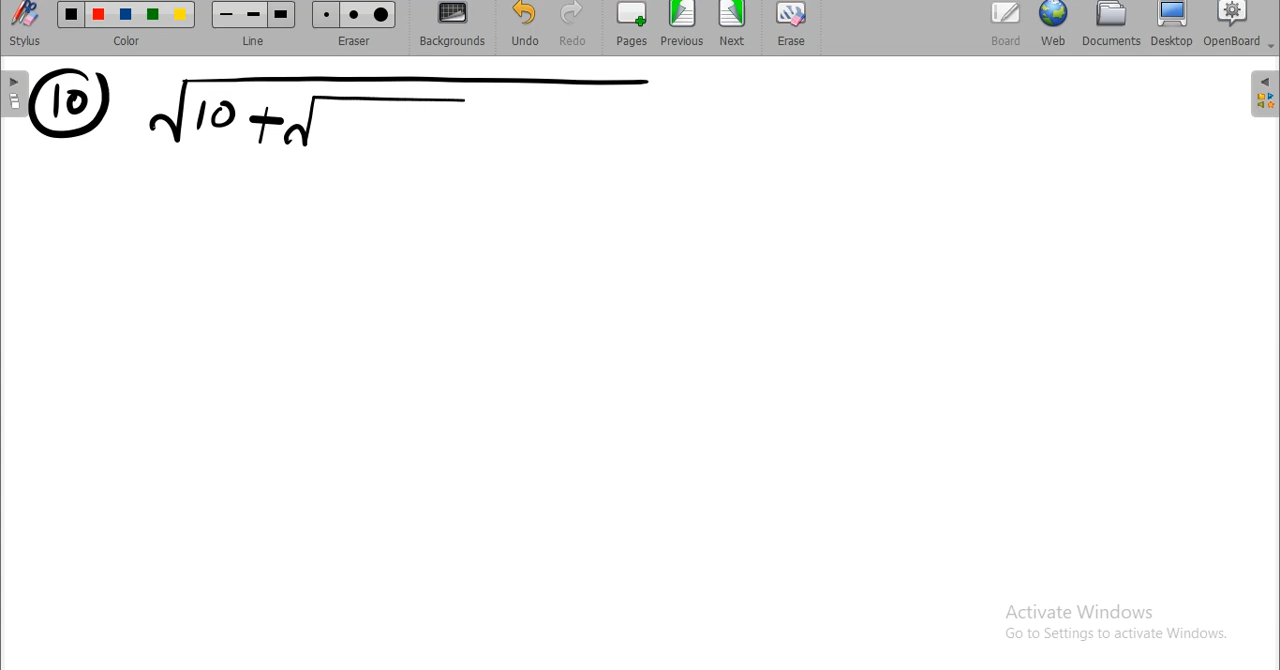 Stylus Color Line Eraser Backgrounds Undo Redo Pages Previous Next Erase Board Web Documents Desktop OpenBoard
10 √10 + √
Activate Windows
Go to Settings to activate Windows.